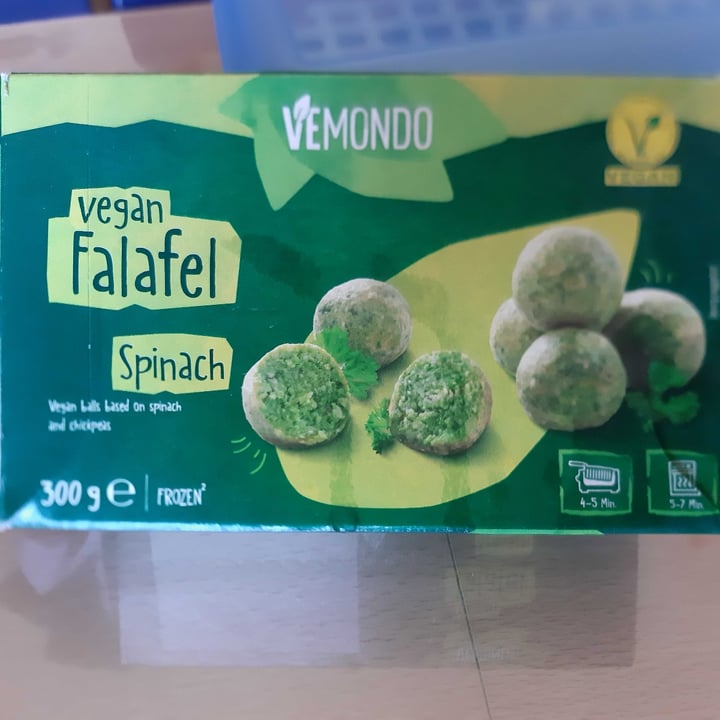 VEMONDO
VEGAN
vegan
Falafel
Spinach
Vegan balls based on spinach
and chickpeas
300 g ℮ FROZEN²
4-5 Min.
5-7 Min.